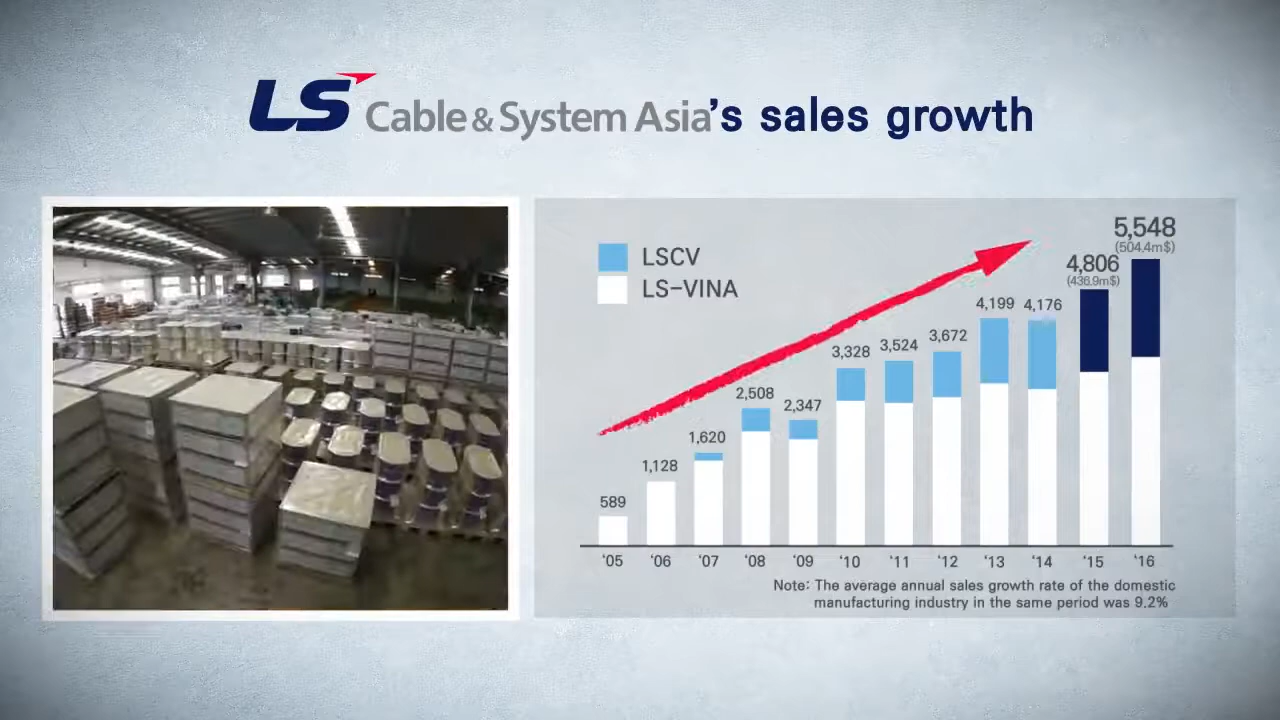 LS Cable & System Asia's sales growth
LSCV
LS-VINA
589
1,128
1,620
2,508
2,347
3,328
3,524
3,672
4,199
4,176
4,806
(436.9m$)
5,548
(504.4m$)
'05 '06 '07 '08 '09 '10 '11 '12 '13 '14 '15 '16
Note: The average annual sales growth rate of the domestic
manufacturing industry in the same period was 9.2%